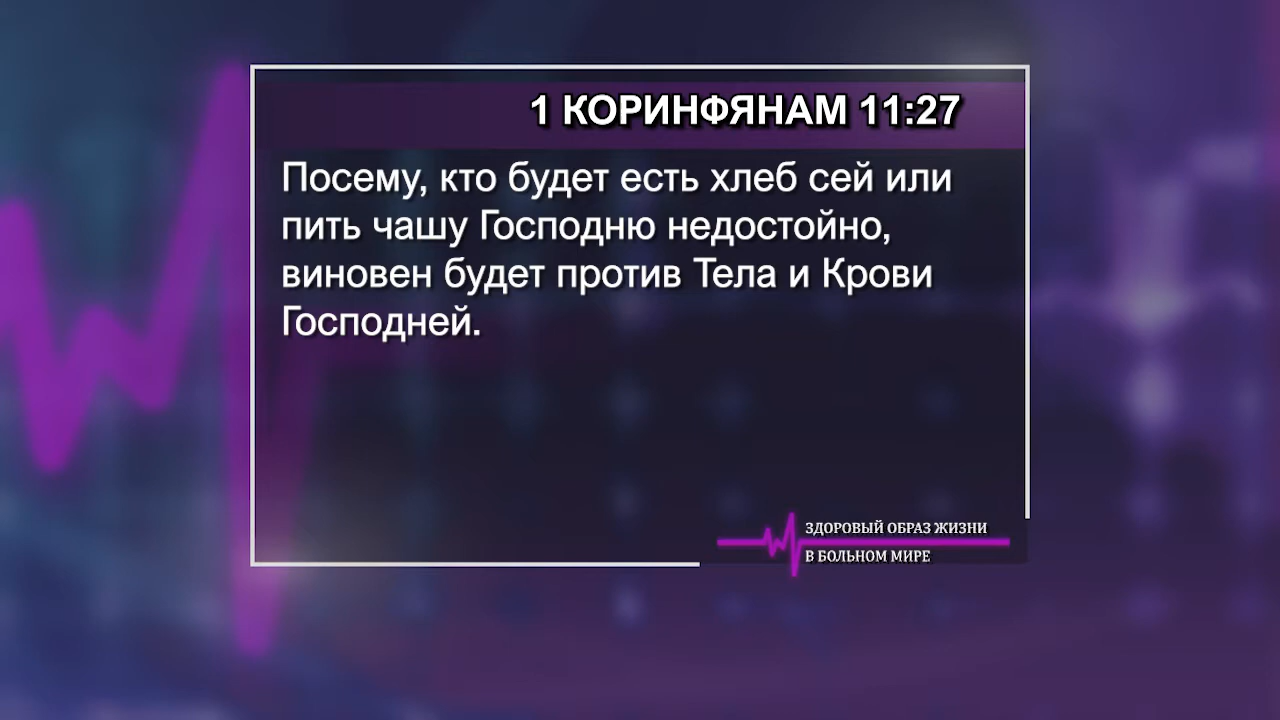 1 КОРИНФЯНАМ 11:27
Посему, кто будет есть хлеб сей или
пить чашу Господню недостойно,
виновен будет против Тела и Крови
Господней.
ЗДОРОВЫЙ ОБРАЗ ЖИЗНИ
В БОЛЬНОМ МИРЕ